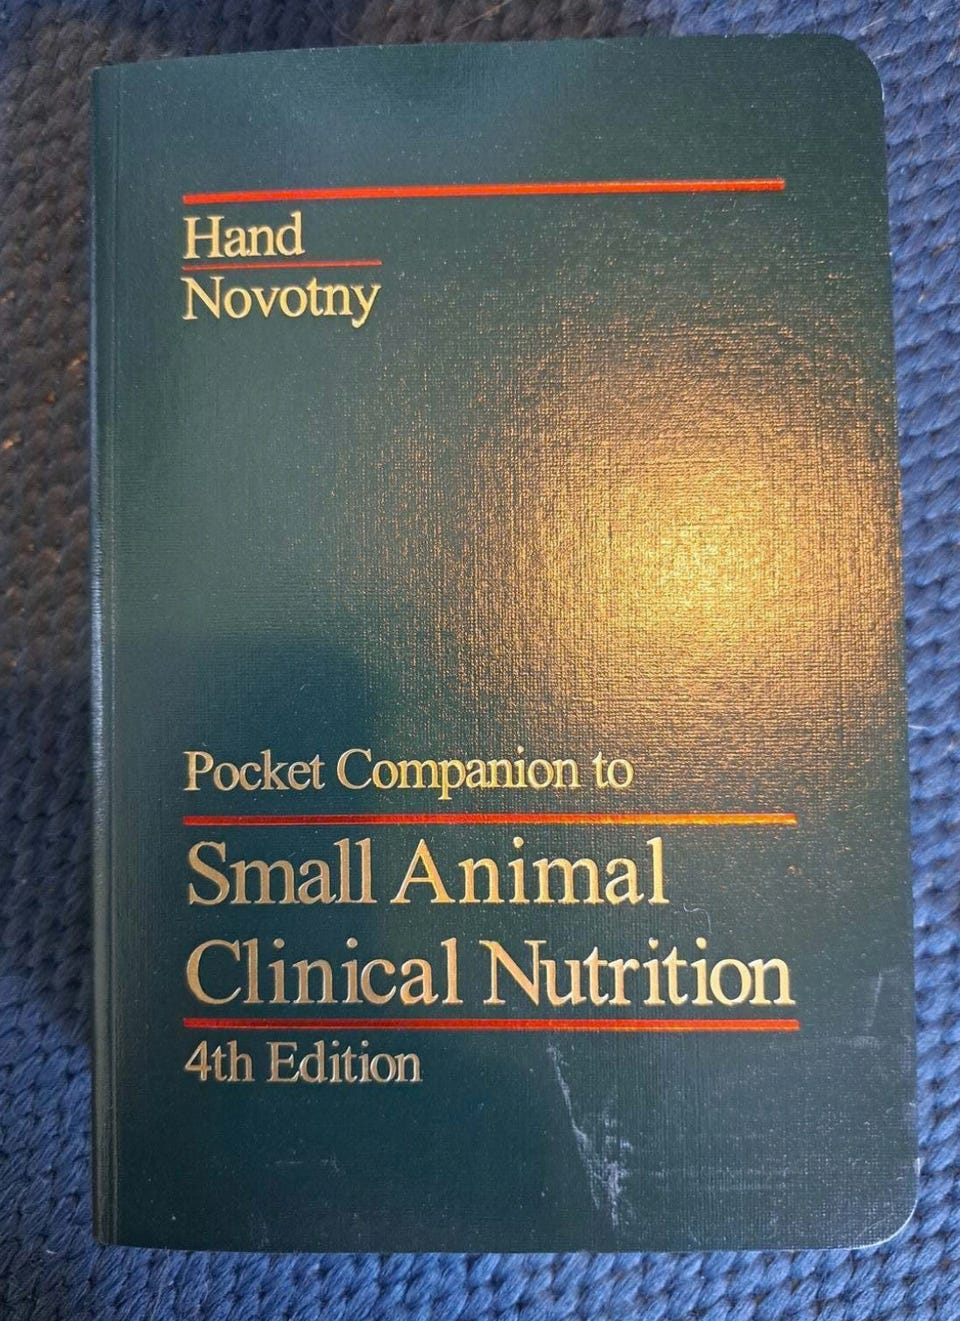 Hand
Novotny
Pocket Companion to
Small Animal
Clinical Nutrition
4th Edition